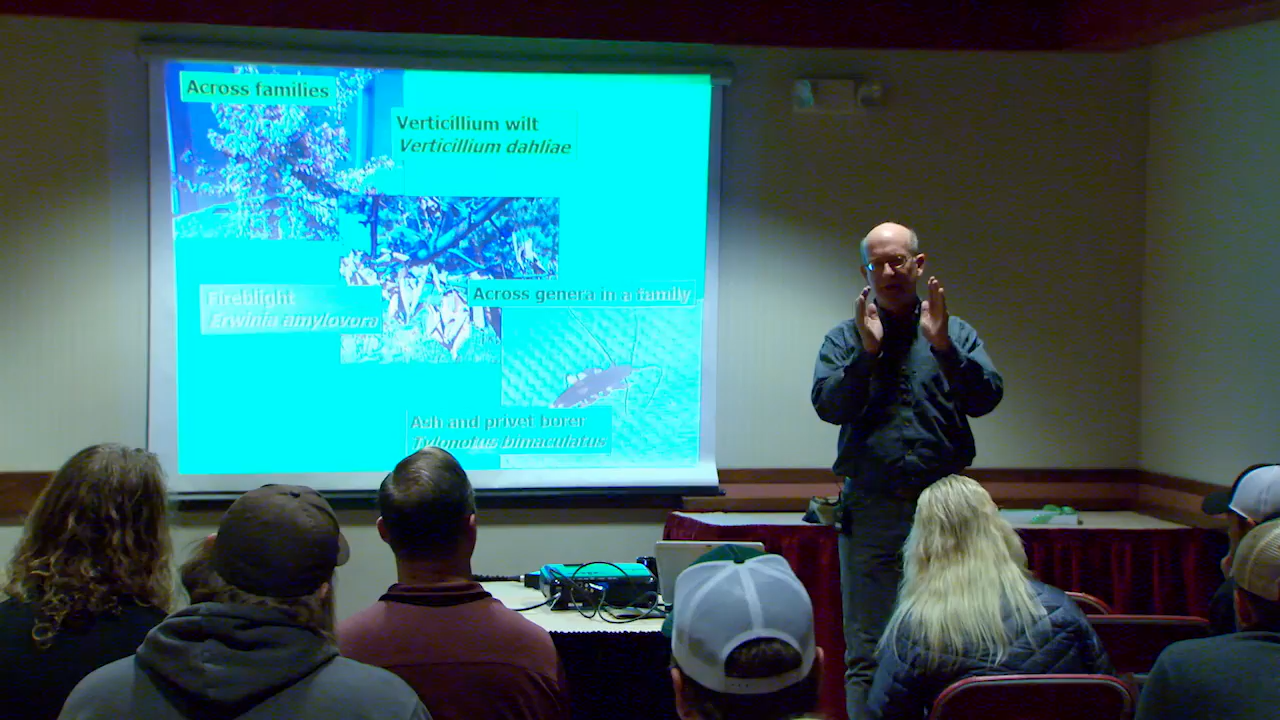 Across families
Verticillium wilt
Verticillium dahliae
Fireblight
Erwinia amylovora
Across genera in a family
Ash and privet borer
Tylonotus bimaculatus